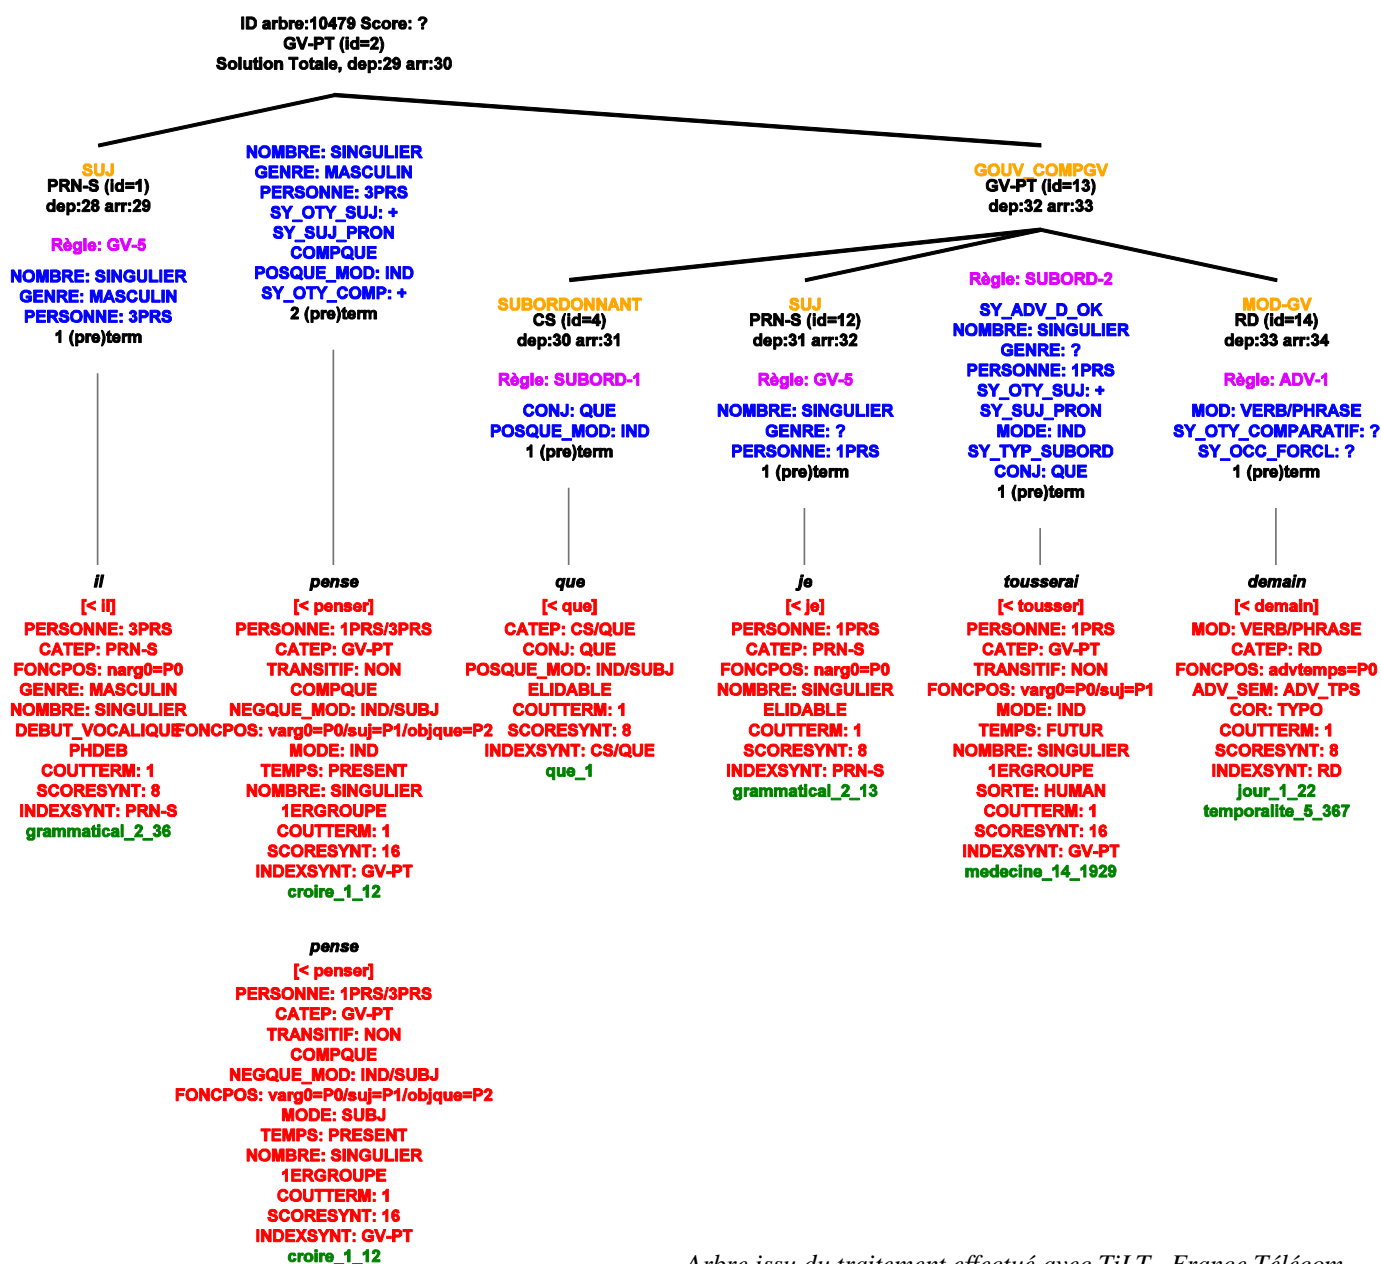 ID arbre:10479 Score: ?
GV-PT (id=2)
Solution Totale, dep:29 arr:30
SUJ
PRN-S (id=1)
dep:28 arr:29
Règle: GV-5
NOMBRE: SINGULIER
GENRE: MASCULIN
PERSONNE: 3PRS
1 (pre)term
NOMBRE: SINGULIER
GENRE: MASCULIN
PERSONNE: 3PRS
SY_OTY_SUJ: +
SY_SUJ_PRON
COMPQUE
POSQUE_MOD: IND
SY_OTY_COMP: +
2 (pre)term
GOUV_COMPGV
GV-PT (id=13)
dep:32 arr:33
SUBORDONNANT
CS (id=4)
dep:30 arr:31
Règle: SUBORD-1
CONJ: QUE
POSQUE_MOD: IND
1 (pre)term
SUJ
PRN-S (id=12)
dep:31 arr:32
Règle: GV-5
NOMBRE: SINGULIER
GENRE: ?
PERSONNE: 1PRS
1 (pre)term
Règle: SUBORD-2
SY_ADV_D_OK
NOMBRE: SINGULIER
GENRE: ?
PERSONNE: 1PRS
SY_OTY_SUJ: +
SY_SUJ_PRON
MODE: IND
SY_TYP_SUBORD
CONJ: QUE
1 (pre)term
MOD-GV
RD (id=14)
dep:33 arr:34
Règle: ADV-1
MOD: VERB/PHRASE
SY_OTY_COMPARATIF: ?
SY_OCC_FORCL: ?
1 (pre)term
il
[< il]
PERSONNE: 3PRS
CATEP: PRN-S
FONCPOS: narg0=P0
GENRE: MASCULIN
NOMBRE: SINGULIER
DEBUT_VOCALIQUE
PHDEB
COUTTERM: 1
SCORESYNT: 8
INDEXSYNT: PRN-S
grammatical_2_36
pense
[< penser]
PERSONNE: 1PRS/3PRS
CATEP: GV-PT
TRANSITIF: NON
COMPQUE
NEGQUE_MOD: IND/SUBJ
FONCPOS: varg0=P0/suj=P1/objque=P2
MODE: IND
TEMPS: PRESENT
NOMBRE: SINGULIER
1ERGROUPE
COUTTERM: 1
SCORESYNT: 16
INDEXSYNT: GV-PT
croire_1_12
que
[< que]
CATEP: CS/QUE
CONJ: QUE
POSQUE_MOD: IND/SUBJ
ELIDABLE
COUTTERM: 1
SCORESYNT: 8
INDEXSYNT: CS/QUE
que_1
je
[< je]
PERSONNE: 1PRS
CATEP: PRN-S
FONCPOS: narg0=P0
NOMBRE: SINGULIER
ELIDABLE
COUTTERM: 1
SCORESYNT: 8
INDEXSYNT: PRN-S
grammatical_2_13
tousserai
[< tousser]
PERSONNE: 1PRS
CATEP: GV-PT
TRANSITIF: NON
FONCPOS: varg0=P0/suj=P1
MODE: IND
TEMPS: FUTUR
NOMBRE: SINGULIER
1ERGROUPE
SORTE: HUMAN
COUTTERM: 1
SCORESYNT: 16
INDEXSYNT: GV-PT
medecine_14_1929
demain
[< demain]
MOD: VERB/PHRASE
CATEP: RD
FONCPOS: advtemps=P0
ADV_SEM: ADV_TPS
COR: TYPO
COUTTERM: 1
SCORESYNT: 8
INDEXSYNT: RD
jour_1_22
temporalite_5_367
pense
[< penser]
PERSONNE: 1PRS/3PRS
CATEP: GV-PT
TRANSITIF: NON
COMPQUE
NEGQUE_MOD: IND/SUBJ
FONCPOS: varg0=P0/suj=P1/objque=P2
MODE: SUBJ
TEMPS: PRESENT
NOMBRE: SINGULIER
1ERGROUPE
COUTTERM: 1
SCORESYNT: 16
INDEXSYNT: GV-PT
croire_1_12
Arbre issu du traitement effectué avec TiLT - France Télécom